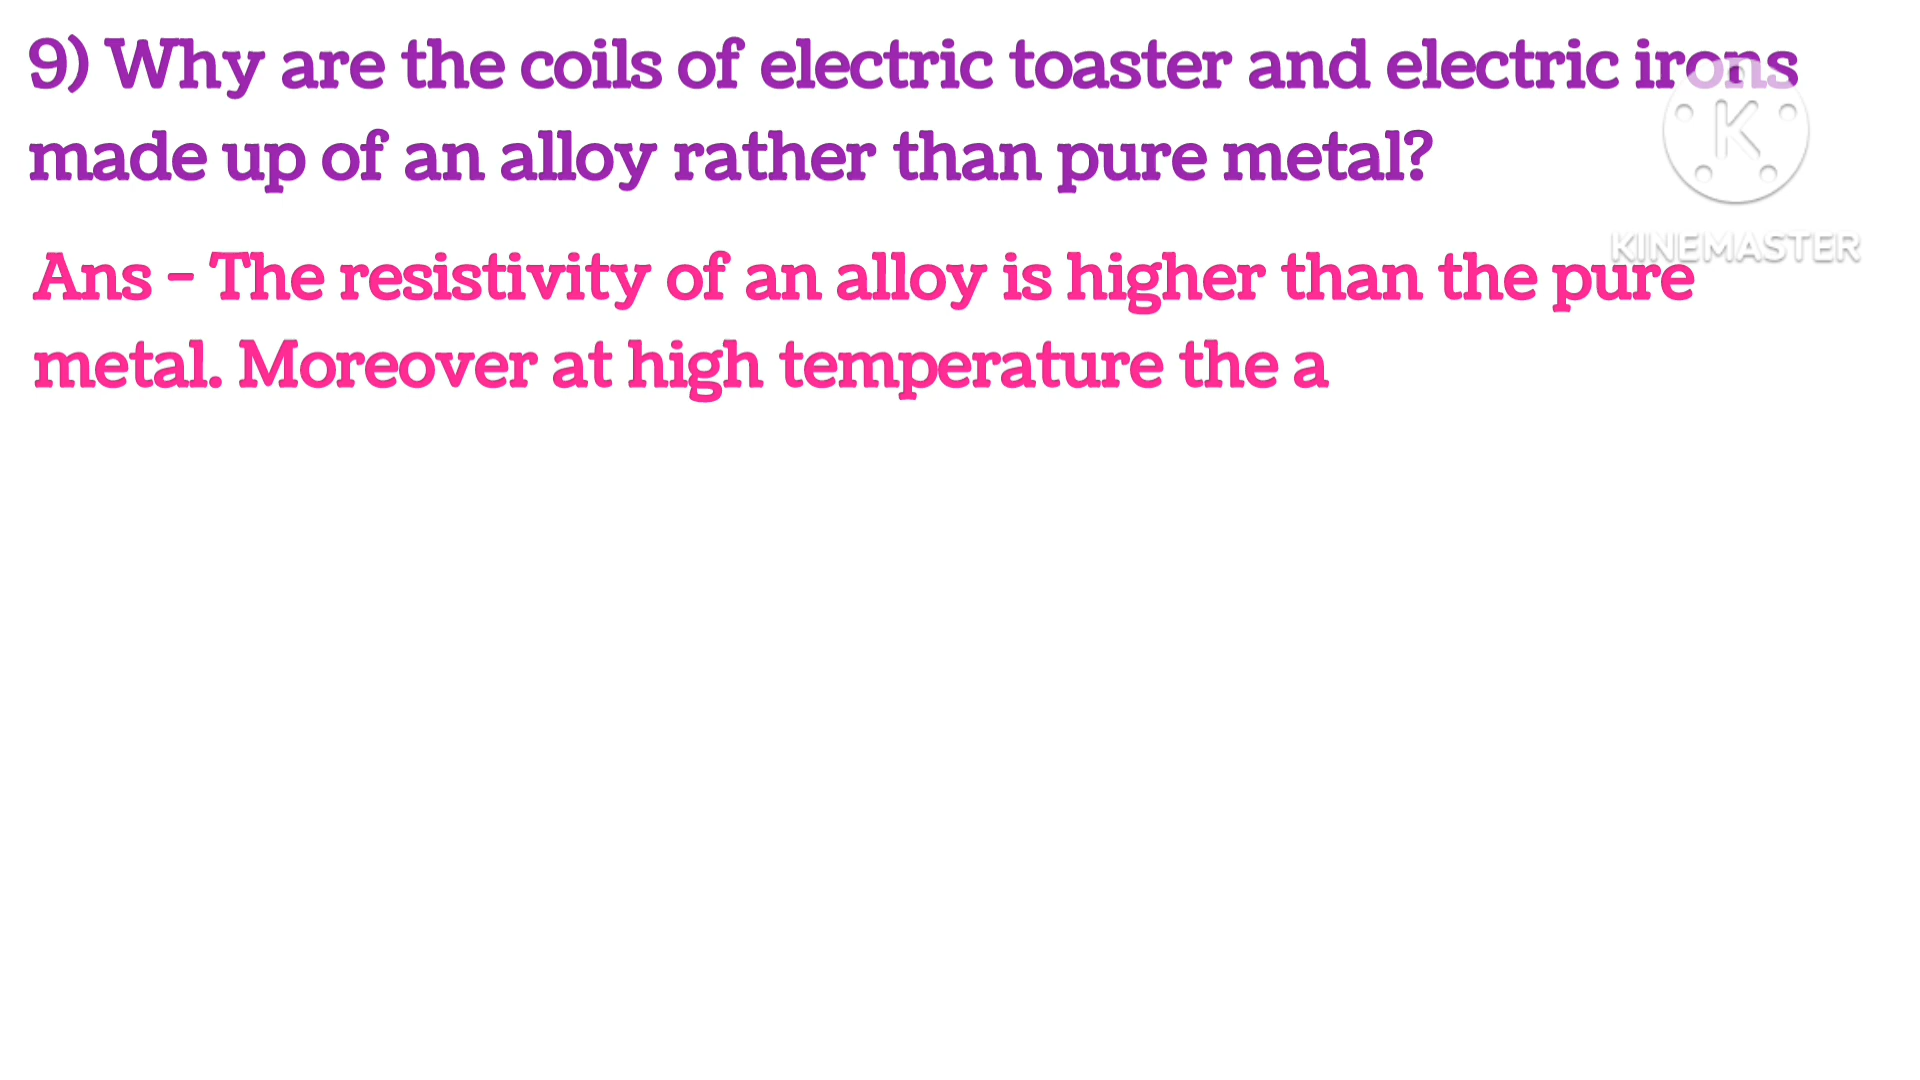 9) Why are the coils of electric toaster and electric irons
made up of an alloy rather than pure metal?
K
KINEMASTER
Ans - The resistivity of an alloy is higher than the pure
metal. Moreover at high temperature the a